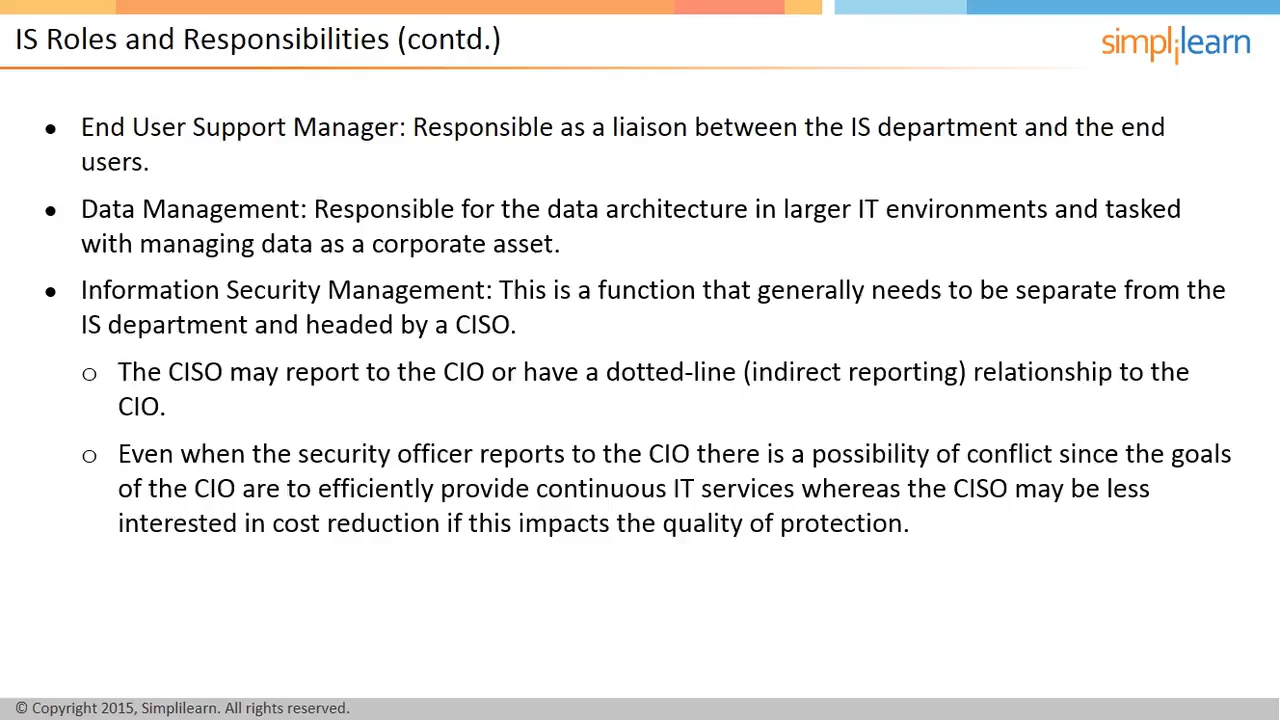 IS Roles and Responsibilities (contd.)
simplilearn
● End User Support Manager: Responsible as a liaison between the IS department and the end
users.
● Data Management: Responsible for the data architecture in larger IT environments and tasked
with managing data as a corporate asset.
● Information Security Management: This is a function that generally needs to be separate from the
IS department and headed by a CISO.
○ The CISO may report to the CIO or have a dotted-line (indirect reporting) relationship to the
CIO.
○ Even when the security officer reports to the CIO there is a possibility of conflict since the goals
of the CIO are to efficiently provide continuous IT services whereas the CISO may be less
interested in cost reduction if this impacts the quality of protection.
© Copyright 2015, Simplilearn. All rights reserved.